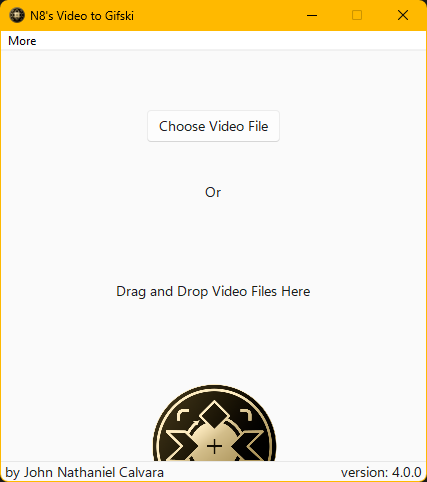 N8's Video to Gifski
More
Choose Video File
Or
Drag and Drop Video Files Here
by John Nathaniel Calvara version: 4.0.0